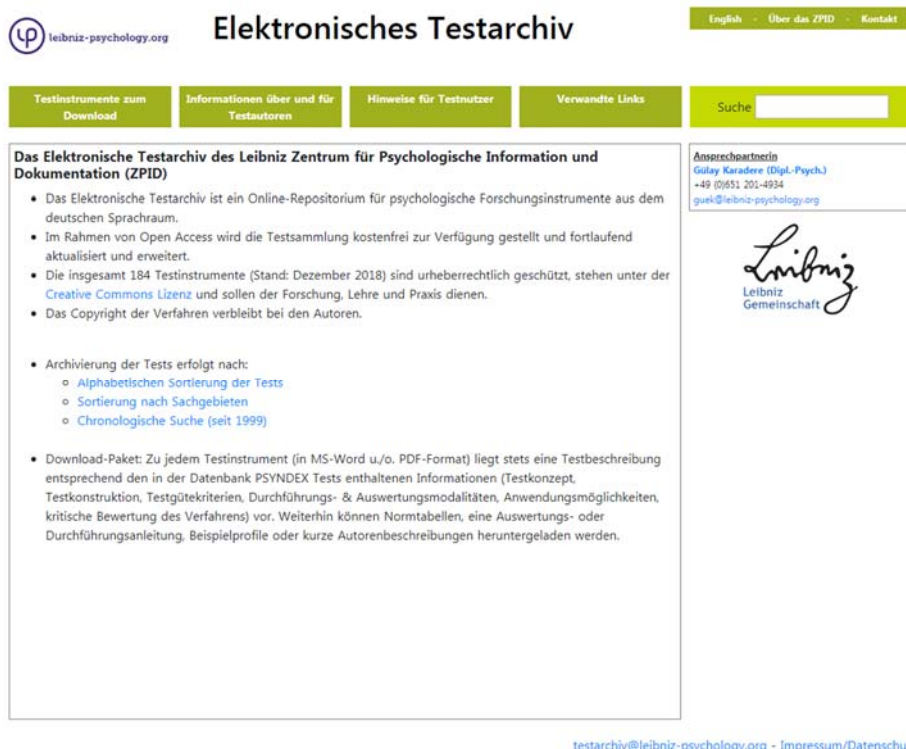 leibniz-psychology.org
Elektronisches Testarchiv
English - Über das ZPID - Kontakt
Testinstrumente zum
Download
Informationen über und für
Testautoren
Hinweise für Testnutzer
Verwandte Links
Suche
Das Elektronische Testarchiv des Leibniz Zentrum für Psychologische Information und
Dokumentation (ZPID)
• Das Elektronische Testarchiv ist ein Online-Repositorium für psychologische Forschungsinstrumente aus dem
deutschen Sprachraum.
• Im Rahmen von Open Access wird die Testsammlung kostenfrei zur Verfügung gestellt und fortlaufend
aktualisiert und erweitert.
• Die insgesamt 184 Testinstrumente (Stand: Dezember 2018) sind urheberrechtlich geschützt, stehen unter der
Creative Commons Lizenz und sollen der Forschung, Lehre und Praxis dienen.
• Das Copyright der Verfahren verbleibt bei den Autoren.
• Archivierung der Tests erfolgt nach:
○ Alphabetischen Sortierung der Tests
○ Sortierung nach Sachgebieten
○ Chronologische Suche (seit 1999)
• Download-Paket: Zu jedem Testinstrument (in MS-Word u./o. PDF-Format) liegt stets eine Testbeschreibung
entsprechend den in der Datenbank PSYNDEX Tests enthaltenen Informationen (Testkonzept,
Testkonstruktion, Testgütekriterien, Durchführungs- & Auswertungsmodalitäten, Anwendungsmöglichkeiten,
kritische Bewertung des Verfahrens) vor. Weiterhin können Normtabellen, eine Auswertungs- oder
Durchführungsanleitung, Beispielprofile oder kurze Autorenbeschreibungen heruntergeladen werden.
Ansprechpartnerin
Gülay Karadere (Dipl.-Psych.)
+49 (0)651 201-4934
guek@leibniz-psychology.org
Leibniz
Leibniz
Gemeinschaft
testarchiv@leibniz-psychology.org - Impressum/Datenschu